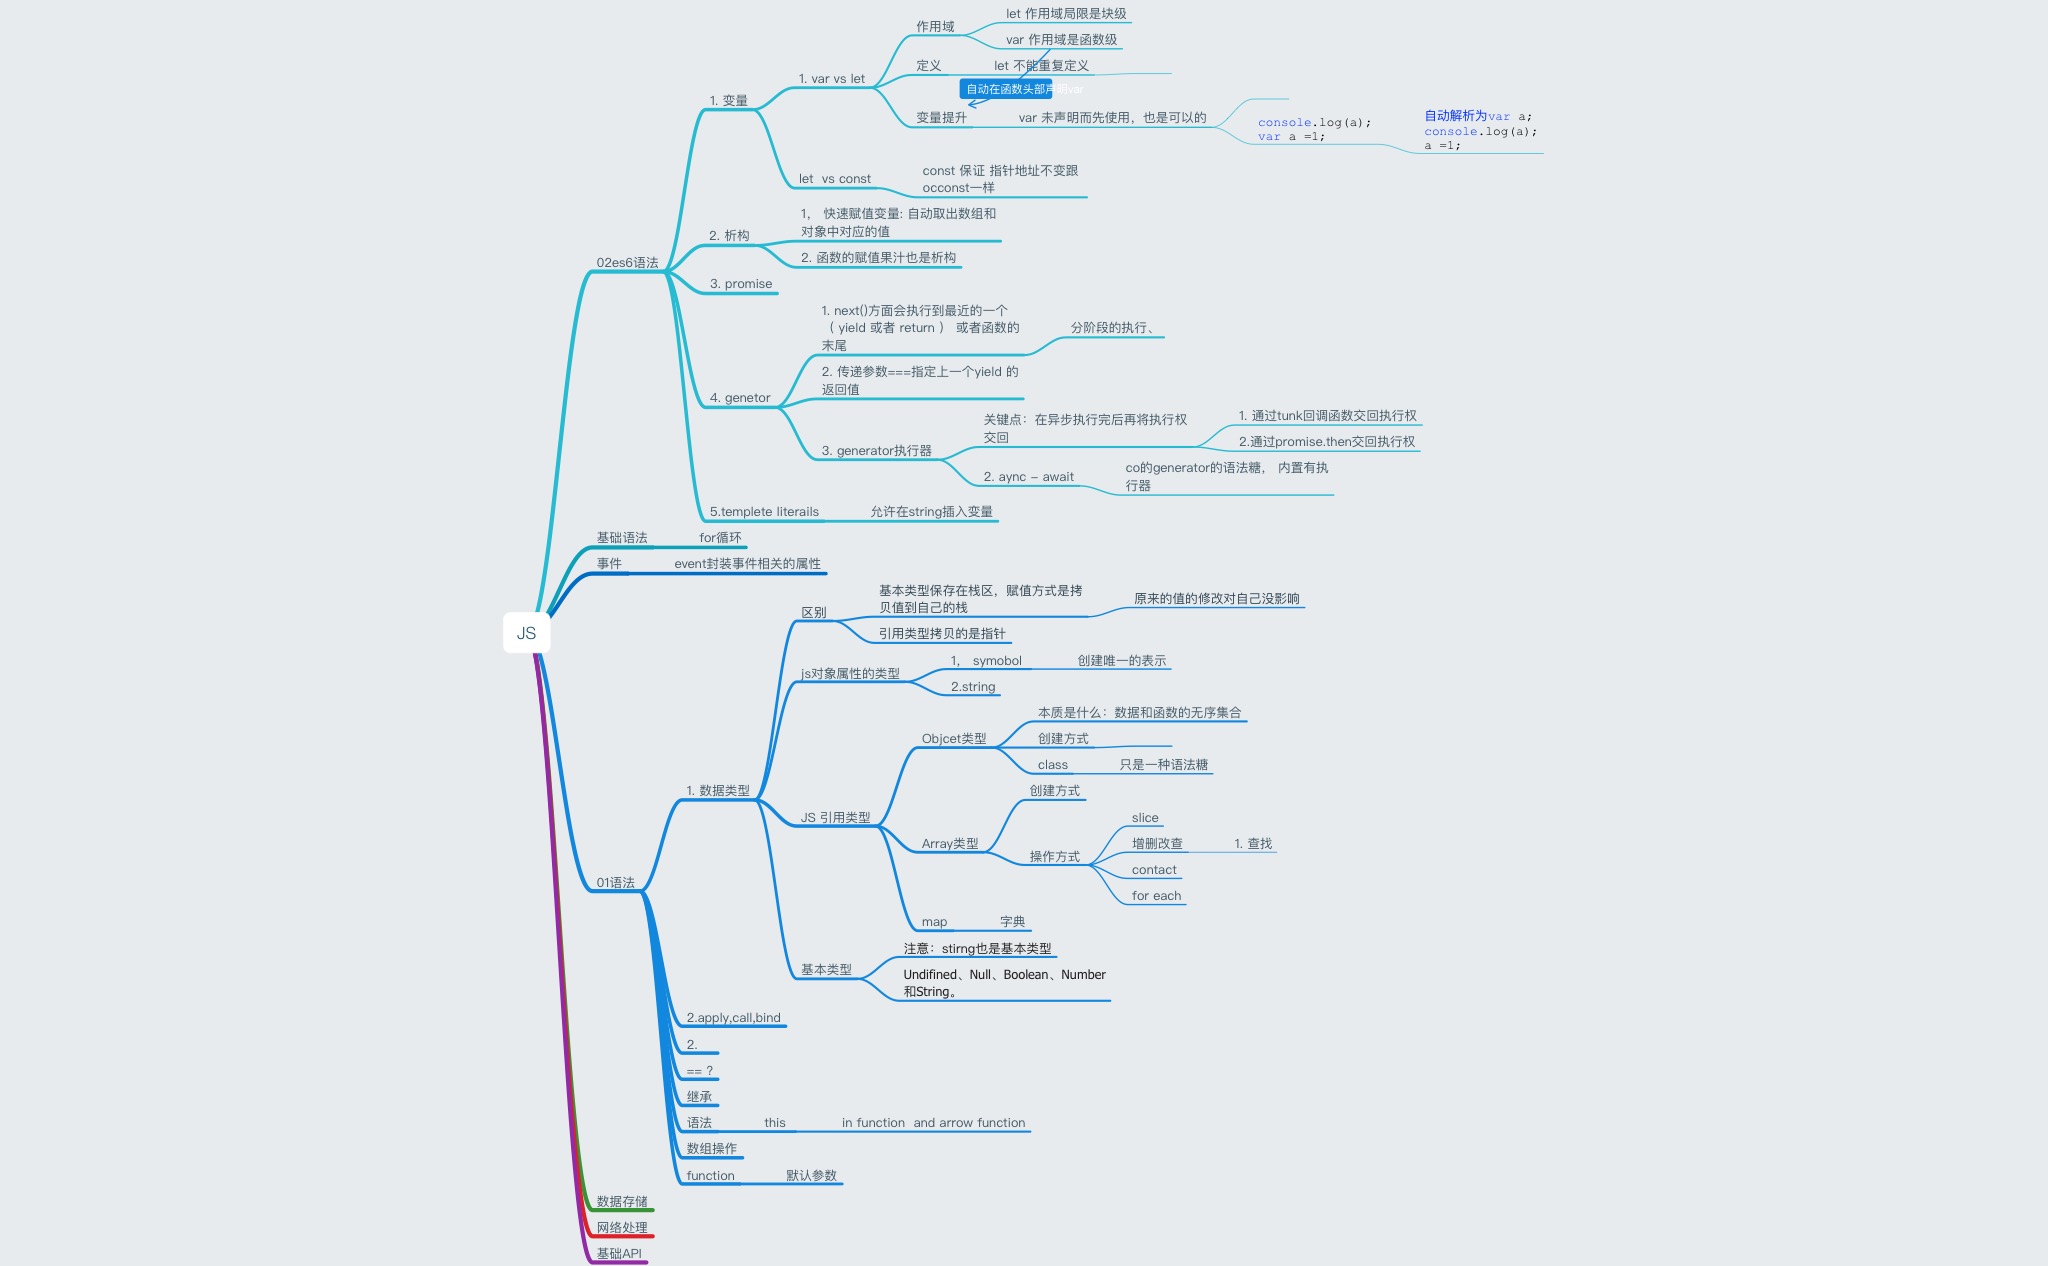 let 作用域局限是块级
作用域
var 作用域是函数级
定义
let 不能重复定义
1. var vs let
自动在函数头部声明var
1. 变量
变量提升
var 未声明而先使用，也是可以的
console.log(a);
var a =1;
自动解析为var a;
console.log(a);
a =1;
let  vs const
const 保证 指针地址不变跟
occonst一样
1， 快速赋值变量: 自动取出数组和
对象中对应的值
2. 析构
2. 函数的赋值果汁也是析构
02es6语法
3. promise
1. next()方面会执行到最近的一个
（ yield 或者 return ） 或者函数的
末尾
分阶段的执行、
2. 传递参数===指定上一个yield 的
返回值
4. genetor
关键点：在异步执行完后再将执行权
交回
1. 通过tunk回调函数交回执行权
2.通过promise.then交回执行权
3. generator执行器
2. aync – await
co的generator的语法糖， 内置有执
行器
5.templete literails
允许在string插入变量
基础语法
for循环
事件
event封装事件相关的属性
JS
区别
基本类型保存在栈区，赋值方式是拷
贝值到自己的栈
原来的值的修改对自己没影响
引用类型拷贝的是指针
js对象属性的类型
1， symobol
创建唯一的表示
2.string
本质是什么：数据和函数的无序集合
Objcet类型
创建方式
class
只是一种语法糖
1. 数据类型
JS 引用类型
创建方式
Array类型
slice
操作方式
增删改查
1. 查找
contact
for each
01语法
map
字典
注意：stirng也是基本类型
基本类型
Undifined、Null、Boolean、Number
和String。
2.apply,call,bind
2.
== ?
继承
语法
this
in function  and arrow function
数组操作
function
默认参数
数据存储
网络处理
基础API